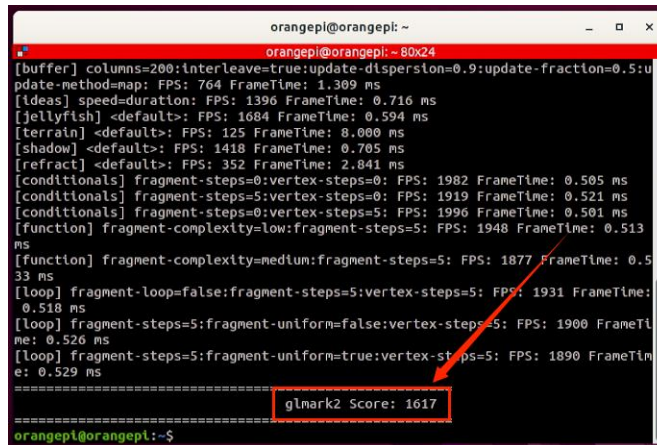 orangepi@orangepi: ~
orangepi@orangepi: ~ 80x24
[buffer] columns=200:interleave=true:update-dispersion=0.9:update-fraction=0.5:u
pdate-method=map: FPS: 764 FrameTime: 1.309 ms
[ideas] speed=duration: FPS: 1396 FrameTime: 0.716 ms
[jellyfish] <default>: FPS: 1684 FrameTime: 0.594 ms
[terrain] <default>: FPS: 125 FrameTime: 8.000 ms
[shadow] <default>: FPS: 1418 FrameTime: 0.705 ms
[refract] <default>: FPS: 352 FrameTime: 2.841 ms
[conditionals] fragment-steps=0:vertex-steps=0: FPS: 1982 FrameTime: 0.505 ms
[conditionals] fragment-steps=5:vertex-steps=0: FPS: 1919 FrameTime: 0.521 ms
[conditionals] fragment-steps=0:vertex-steps=5: FPS: 1996 FrameTime: 0.501 ms
[function] fragment-complexity=low:fragment-steps=5: FPS: 1948 FrameTime: 0.513
ms
[function] fragment-complexity=medium:fragment-steps=5: FPS: 1877 FrameTime: 0.5
33 ms
[loop] fragment-loop=false:fragment-steps=5:vertex-steps=5: FPS: 1931 FrameTime:
0.518 ms
[loop] fragment-steps=5:fragment-uniform=false:vertex-steps=5: FPS: 1900 FrameTi
me: 0.526 ms
[loop] fragment-steps=5:fragment-uniform=true:vertex-steps=5: FPS: 1890 FrameTim
e: 0.529 ms
=======================================================
glmark2 Score: 1617
=======================================================
orangepi@orangepi:~$